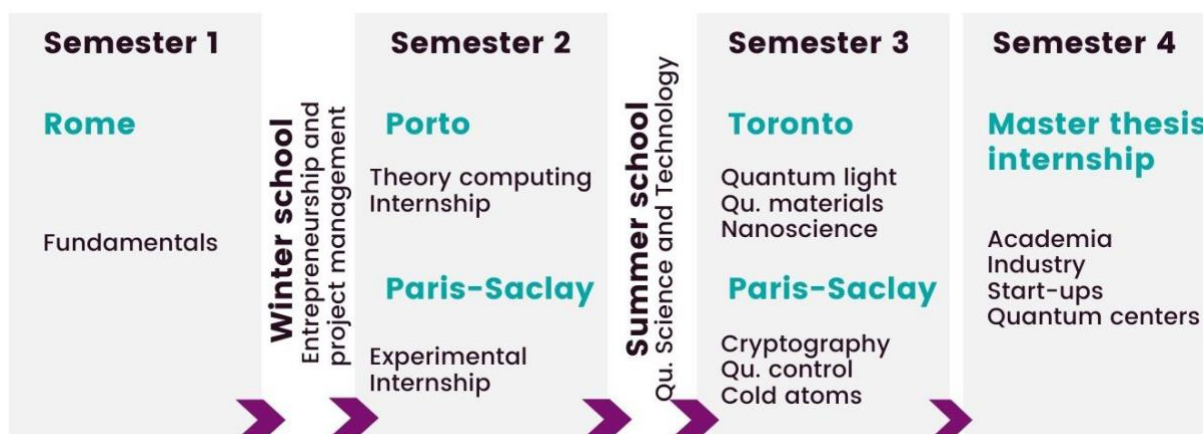 Semester 1
Rome
Fundamentals
Winter school
Entrepreneurship and
project management
Semester 2
Porto
Theory computing
Internship
Paris-Saclay
Experimental
Internship
Summer school
Qu. Science and Technology
Semester 3
Toronto
Quantum light
Qu. materials
Nanoscience
Paris-Saclay
Cryptography
Qu. control
Cold atoms
Semester 4
Master thesis
internship
Academia
Industry
Start-ups
Quantum centers